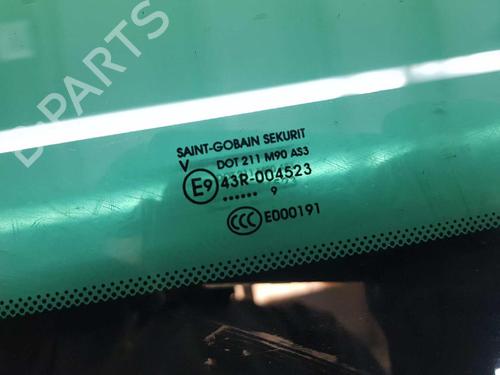 D-PARTS
SAINT-GOBAIN SEKURIT
V DOT 211 M90 AS3
E9 43R-004523
...... 9
CCC E000191